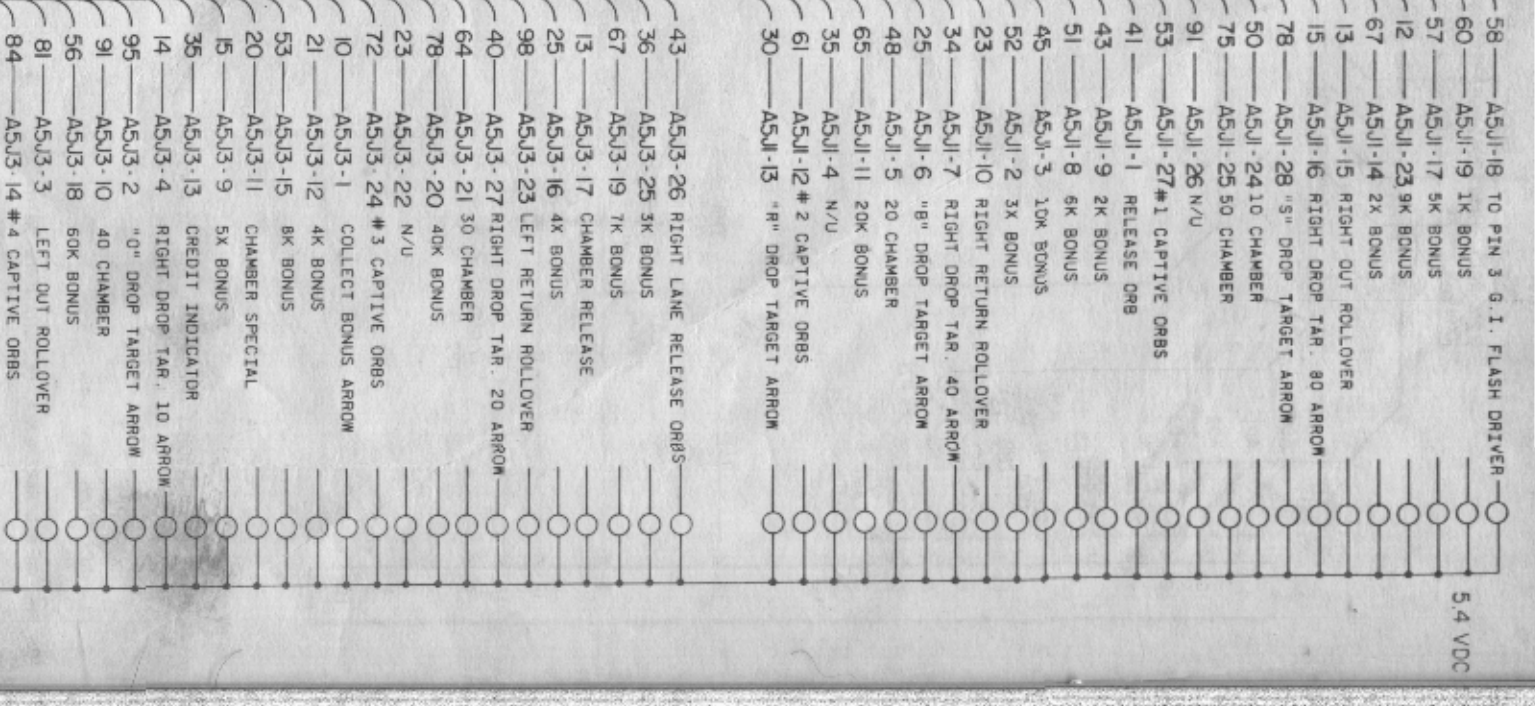 58 A5J1-18 TO PIN 3 G.I. FLASH DRIVER
60 A5J1-19 1K BONUS
57 A5J1-17 5K BONUS
12 A5J1-23 9K BONUS
67 A5J1-14 2X BONUS
13 A5J1-15 RIGHT OUT ROLLOVER
15 A5J1-16 RIGHT DROP TAR. 80 ARROW
78 A5J1-28 "S" DROP TARGET ARROW
50 A5J1-24 10 CHAMBER
75 A5J1-25 50 CHAMBER
91 A5J1-26 N/U
53 A5J1-27 #1 CAPTIVE ORBS
41 A5J1-1 RELEASE ORB
43 A5J1-9 2K BONUS
51 A5J1-8 6K BONUS
45 A5J1-3 10K BONUS
52 A5J1-2 3X BONUS
23 A5J1-10 RIGHT RETURN ROLLOVER
34 A5J1-7 RIGHT DROP TAR. 40 ARROW
25 A5J1-6 "B" DROP TARGET ARROW
48 A5J1-5 20 CHAMBER
65 A5J1-11 20K BONUS
35 A5J1-4 N/U
61 A5J1-12 #2 CAPTIVE ORBS
30 A5J1-13 "R" DROP TARGET ARROW
43 A5J3-26 RIGHT LANE RELEASE ORBS
36 A5J3-25 3K BONUS
67 A5J3-19 7K BONUS
13 A5J3-17 CHAMBER RELEASE
25 A5J3-16 4X BONUS
98 A5J3-23 LEFT RETURN ROLLOVER
40 A5J3-27 RIGHT DROP TAR. 20 ARROW
64 A5J3-21 30 CHAMBER
78 A5J3-20 40K BONUS
23 A5J3-22 N/U
72 A5J3-24 #3 CAPTIVE ORBS
10 A5J3-1 COLLECT BONUS ARROW
21 A5J3-12 4K BONUS
53 A5J3-15 8K BONUS
20 A5J3-11 CHAMBER SPECIAL
15 A5J3-9 5X BONUS
35 A5J3-13 CREDIT INDICATOR
14 A5J3-4 RIGHT DROP TAR. 10 ARROW
95 A5J3-2 "O" DROP TARGET ARROW
91 A5J3-10 40 CHAMBER
56 A5J3-18 60K BONUS
81 A5J3-3 LEFT OUT ROLLOVER
84 A5J3-14 #4 CAPTIVE ORBS
5.4 VDC